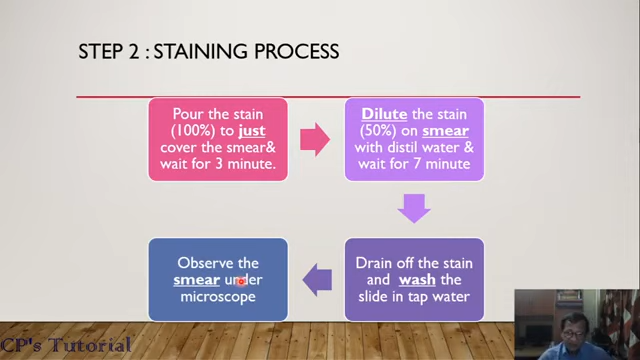 STEP 2 : STAINING PROCESS
Pour the stain
(100%) to just
cover the smear&
wait for 3 minute.
Dilute the stain
(50%) on smear
with distil water &
wait for 7 minute
Drain off the stain
and wash the
slide in tap water
Observe the
smear under
microscope
CP's Tutorial